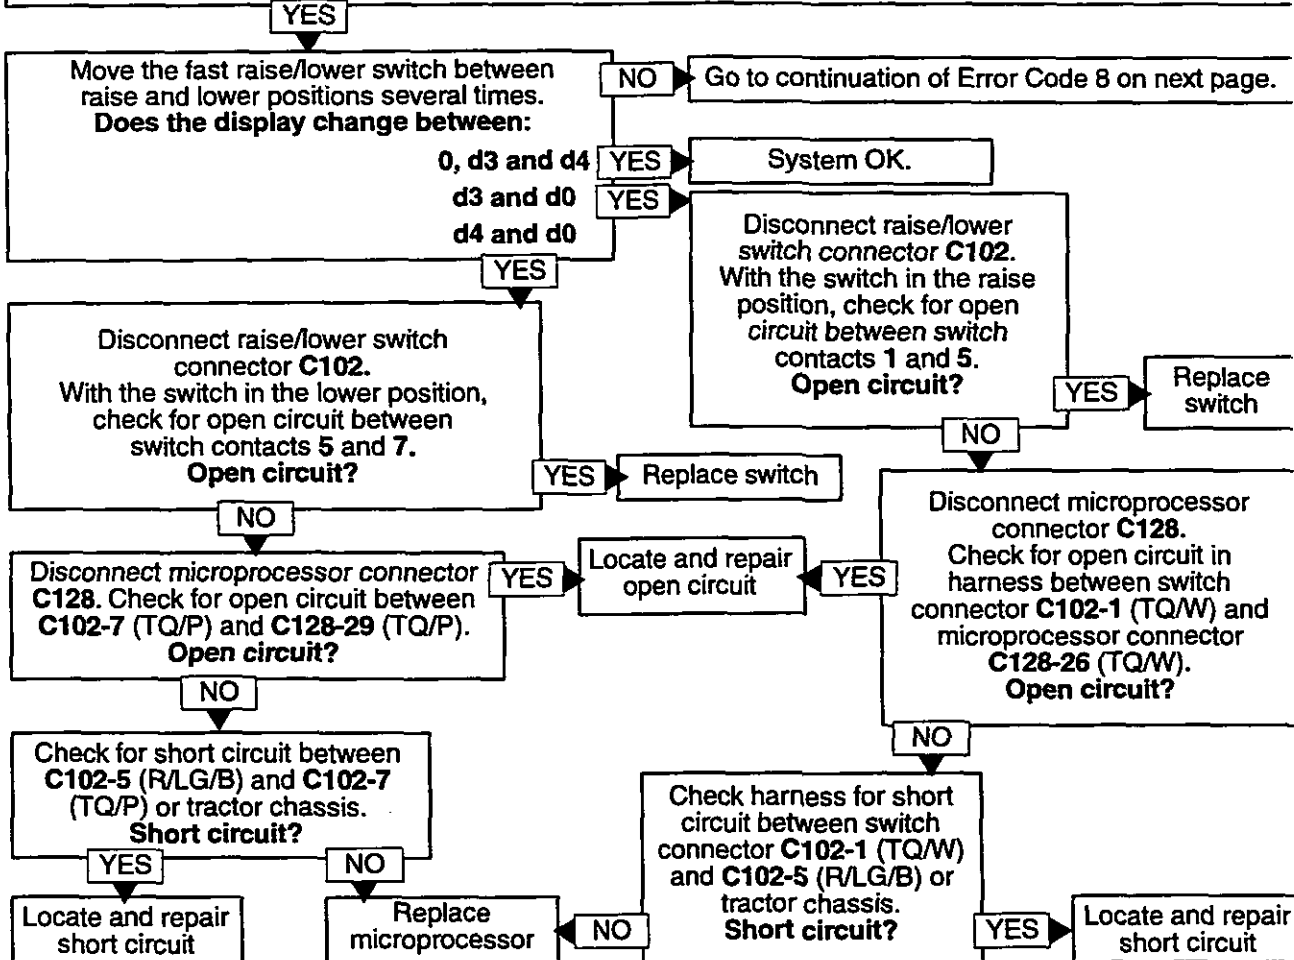 YES
Move the fast raise/lower switch between
raise and lower positions several times.
Does the display change between:
0, d3 and d4
d3 and d0
d4 and d0
NO
Go to continuation of Error Code 8 on next page.
YES
System OK.
YES
Disconnect raise/lower
switch connector C102.
With the switch in the raise
position, check for open
circuit between switch
contacts 1 and 5.
Open circuit?
YES
Replace
switch
YES
Disconnect raise/lower switch
connector C102.
With the switch in the lower position,
check for open circuit between
switch contacts 5 and 7.
Open circuit?
YES
Replace switch
NO
Disconnect microprocessor
connector C128.
Check for open circuit in
harness between switch
connector C102-1 (TQ/W) and
microprocessor connector
C128-26 (TQ/W).
Open circuit?
NO
Disconnect microprocessor connector
C128. Check for open circuit between
C102-7 (TQ/P) and C128-29 (TQ/P).
Open circuit?
YES
Locate and repair
open circuit
YES
NO
Check for short circuit between
C102-5 (R/LG/B) and C102-7
(TQ/P) or tractor chassis.
Short circuit?
NO
Check harness for short
circuit between switch
connector C102-1 (TQ/W)
and C102-5 (R/LG/B) or
tractor chassis.
Short circuit?
YES
Locate and repair
short circuit
NO
Replace
microprocessor
NO
YES
Locate and repair
short circuit